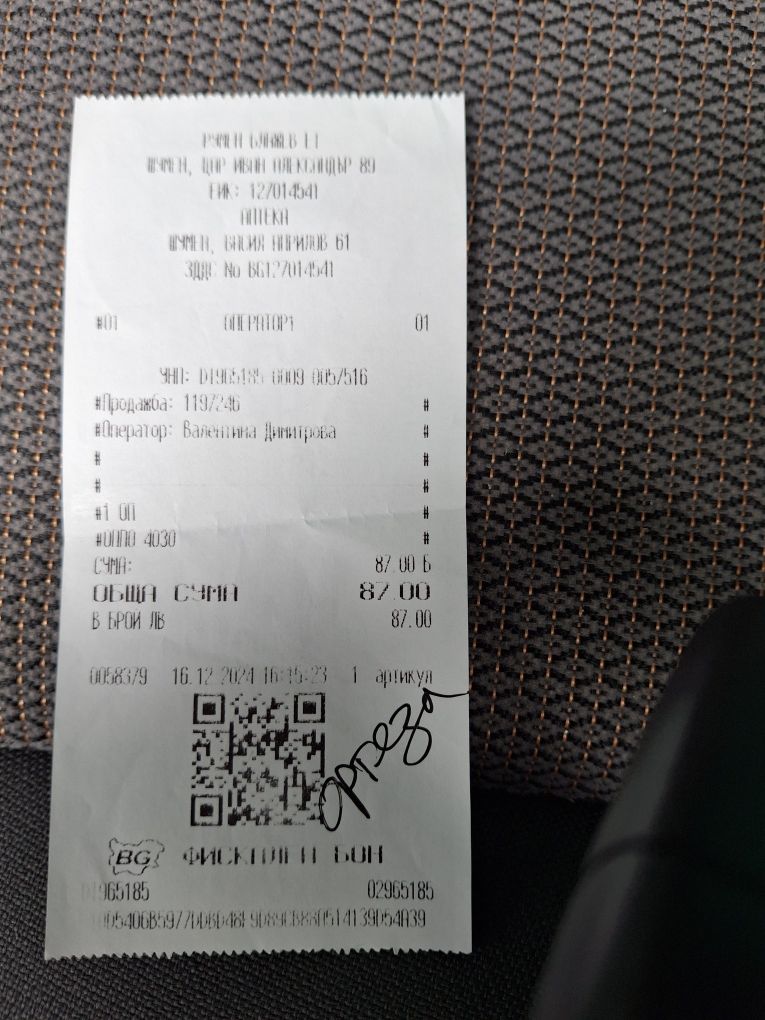 РУМЕН БЛАЖЕВ ЕТ
ШУМЕН, ЦАР ИВАН АЛЕКСАНДЪР 89
ЕИК: 127014541
АПТЕКА
ШУМЕН, ВАСИЛ АПРИЛОВ 61
ЗДДС No BG127014541
#01 ОПЕРАТОР1 01
УНП: DT965185-0009-0057516
#Продажба: 1197246 #
#Оператор: Валентина Димитрова #
# #
# #
#1 ОП #
#ОППО 4030 #
СУМА: 87.00 Б
ОБЩА СУМА 87.00
В БРОЙ ЛВ 87.00
0058379 16.12.2024 16:15:23 1 артикул
ортеза
BG ФИСКАЛЕН БОН
DT965185 02965185